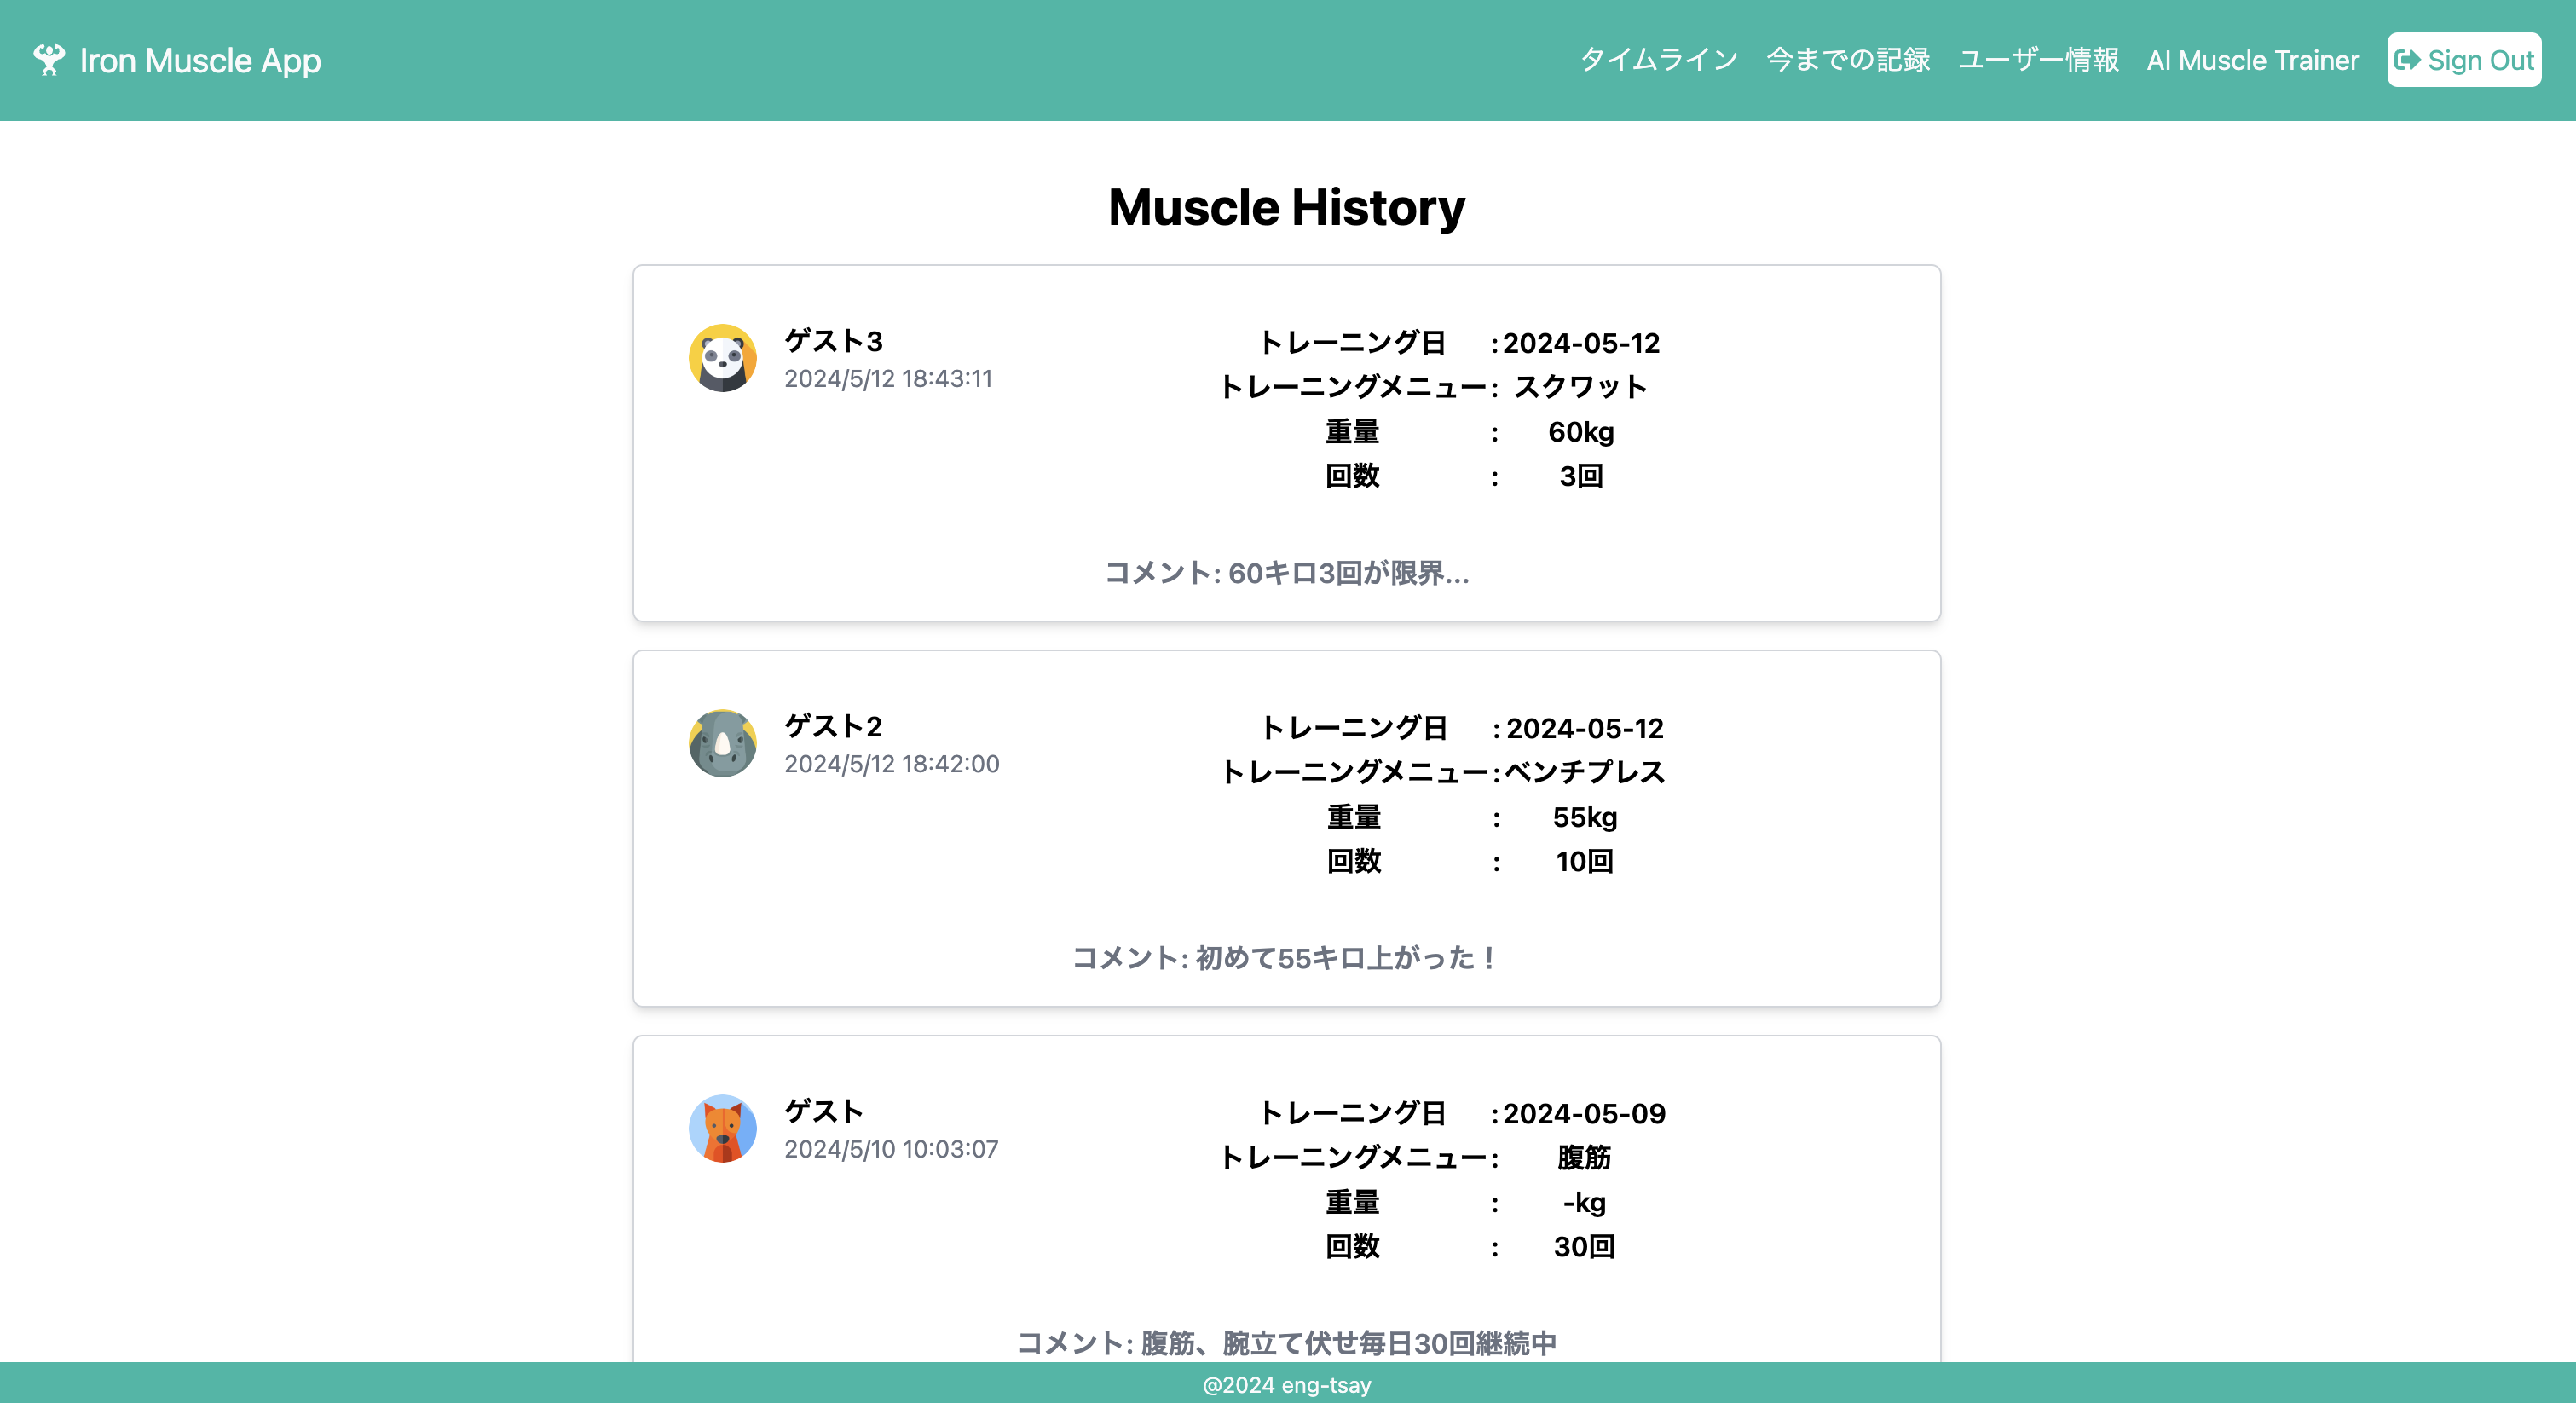 Iron Muscle App
タイムライン 今までの記録 ユーザー情報 AI Muscle Trainer Sign Out
Muscle History
ゲスト3
2024/5/12 18:43:11
トレーニング日 : 2024-05-12
トレーニングメニュー : スクワット
重量 : 60kg
回数 : 3回
コメント: 60キロ3回が限界...
ゲスト2
2024/5/12 18:42:00
トレーニング日 : 2024-05-12
トレーニングメニュー : ベンチプレス
重量 : 55kg
回数 : 10回
コメント: 初めて55キロ上がった！
ゲスト
2024/5/10 10:03:07
トレーニング日 : 2024-05-09
トレーニングメニュー : 腹筋
重量 : -kg
回数 : 30回
コメント: 腹筋、腕立て伏せ毎日30回継続中
@2024 eng-tsay